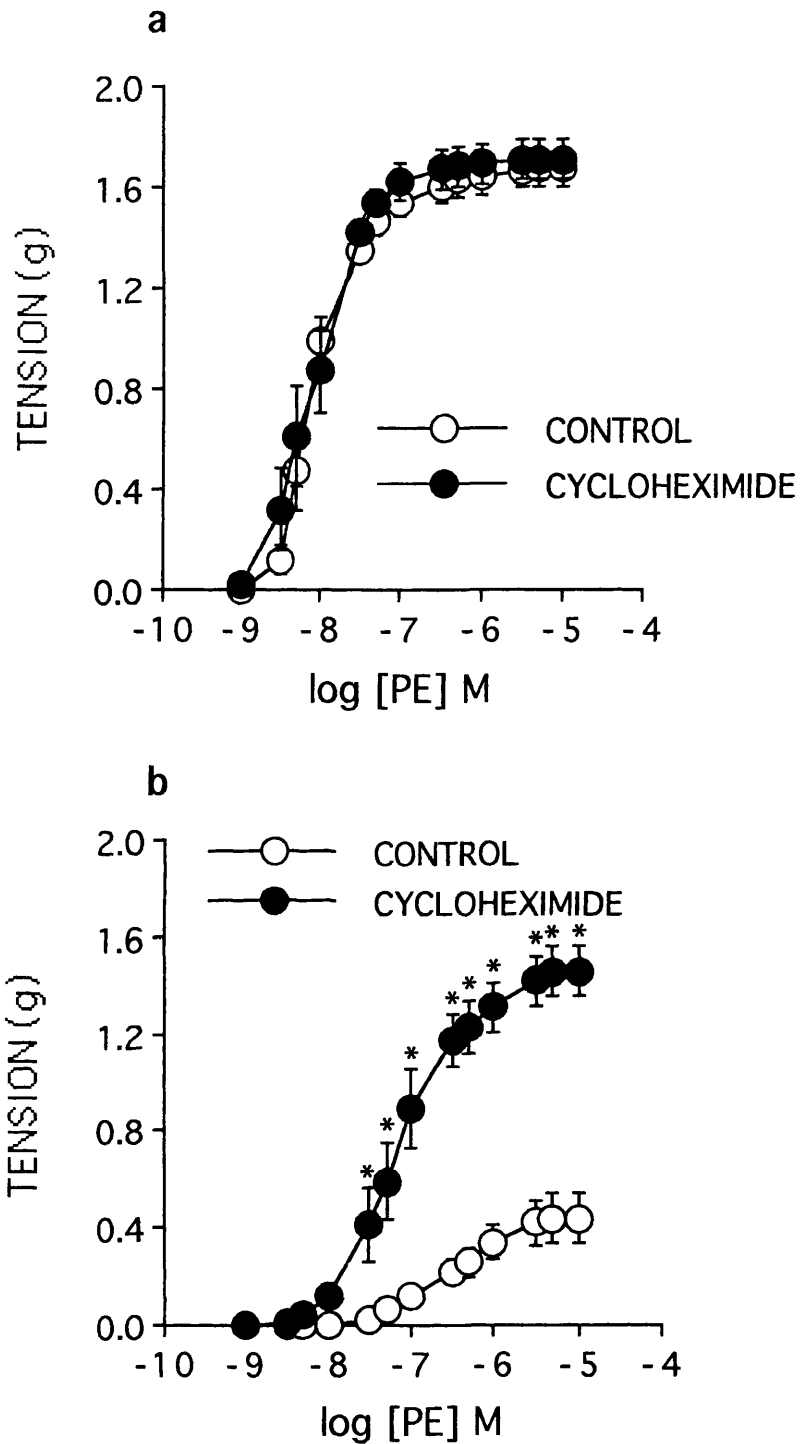 a
2.0
1.6
1.2
0.8
0.4
0.0
TENSION (g)
CONTROL
CYCLOHEXIMIDE
-10 -9 -8 -7 -6 -5 -4
log [PE] M
b
2.0
1.6
1.2
0.8
0.4
0.0
TENSION (g)
CONTROL
CYCLOHEXIMIDE
* * *
* * *
*
*
*
-10 -9 -8 -7 -6 -5 -4
log [PE] M